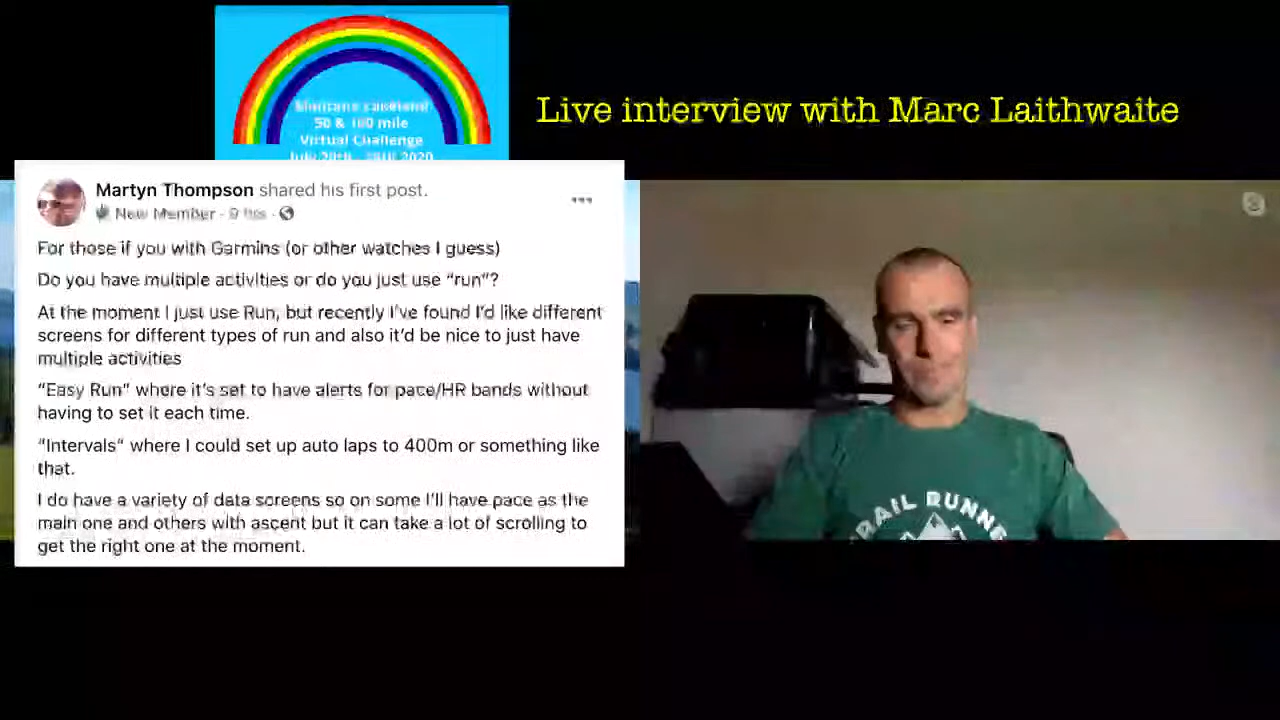 50 & 100 mile
Virtual Challenge
2020
Live interview with Marc Laithwaite
Martyn Thompson shared his first post.
New Member · 9 hrs ·
For those if you with Garmins (or other watches I guess)
Do you have multiple activities or do you just use “run”?
At the moment I just use Run, but recently I’ve found I’d like different
screens for different types of run and also it’d be nice to just have
multiple activities
“Easy Run” where it’s set to have alerts for pace/HR bands without
having to set it each time.
“Intervals“ where I could set up auto laps to 400m or something like
that.
I do have a variety of data screens so on some I’ll have pace as the
main one and others with ascent but it can take a lot of scrolling to
get the right one at the moment.
TRAIL RUNNE